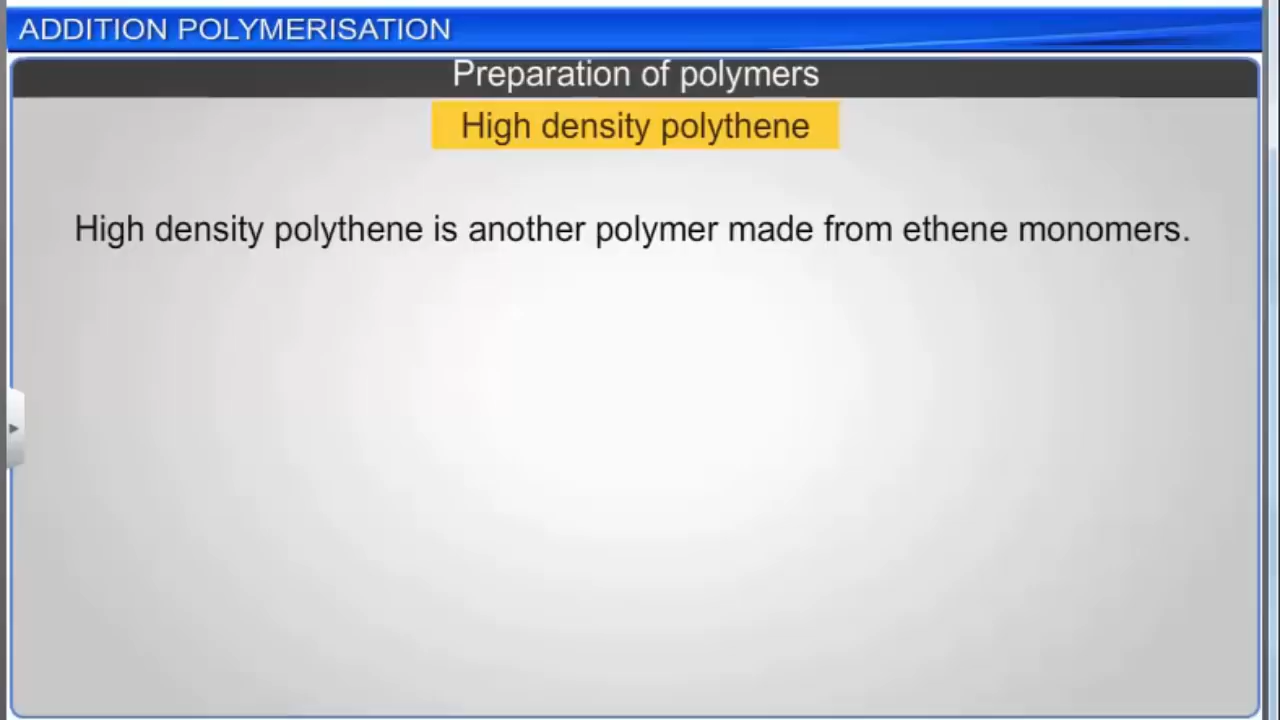 ADDITION POLYMERISATION
Preparation of polymers
High density polythene
High density polythene is another polymer made from ethene monomers.